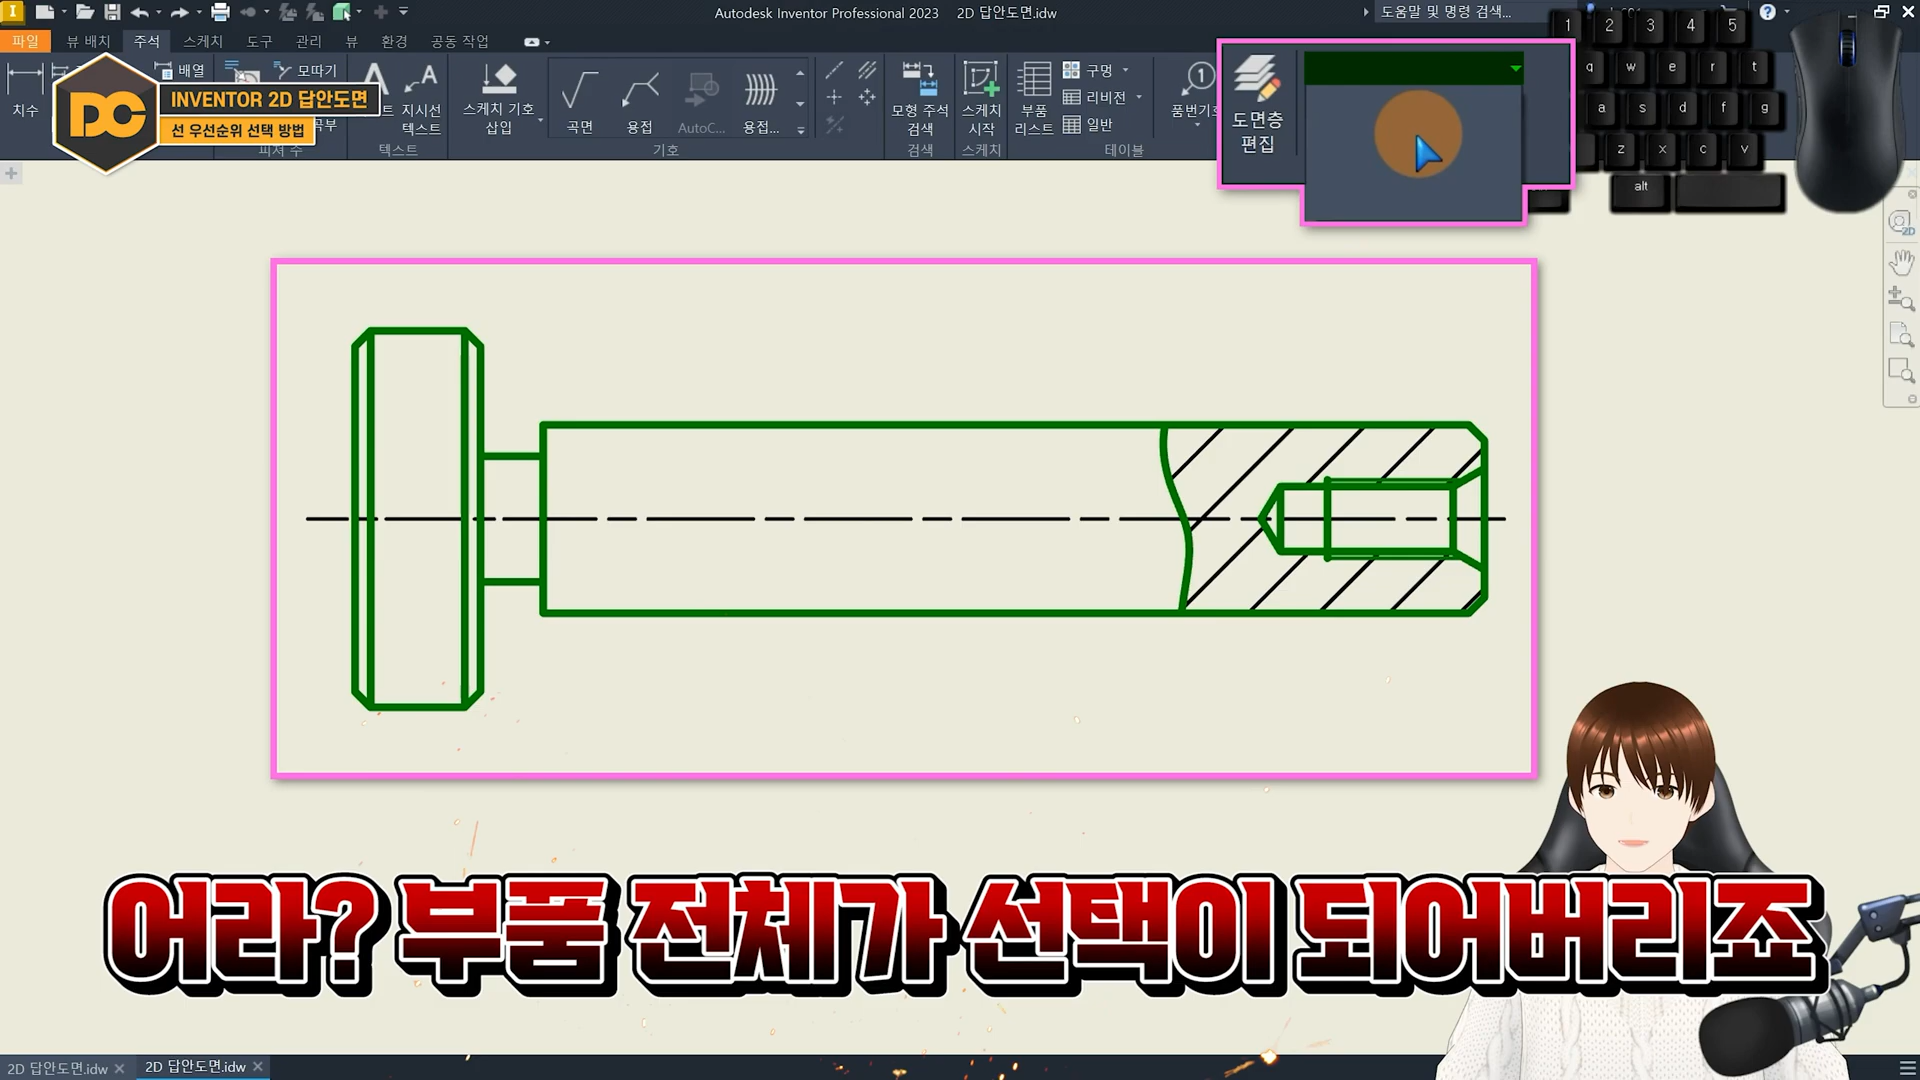 Autodesk Inventor Professional 2023 2D 답안도면.idw
도움말 및 명령 검색...
파일 뷰 배치 주석 스케치 도구 관리 뷰 환경 공동 작업
치수
배열
모따기
INVENTOR 2D 답안도면
DC
선 우선순위 선택 방법
지시선
텍스트
텍스트
스케치 기호
삽입
곡면
용접
AutoC...
용접...
기호
모형 주석
검색
검색
스케치
시작
스케치
부품
리스트
구멍
리비전
일반
테이블
도면층
편집
1 2 3 4 5
q w e r t
a s d f g
z x c v
alt
2D
어라? 부품 전체가 선택이 되어버리죠
2D 답안도면.idw
2D 답안도면.idw